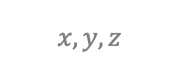 x, y, z